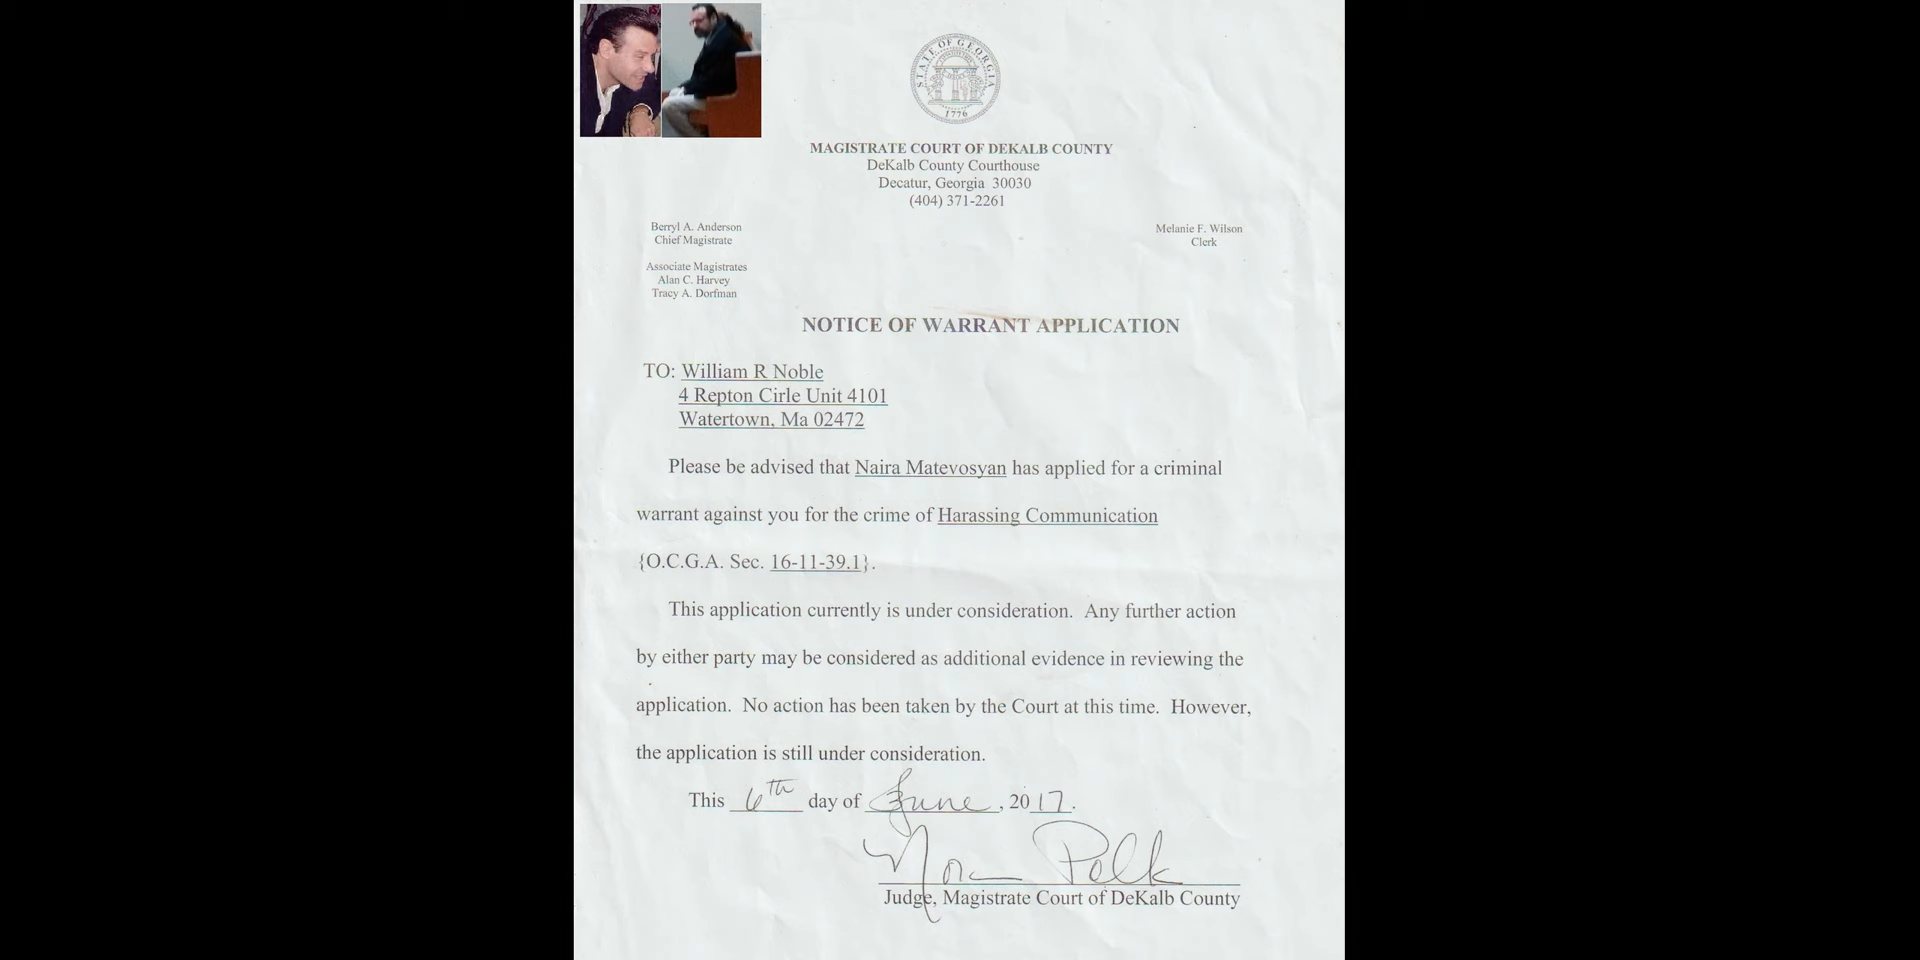 STATE OF GEORGIA
CONSTITUTION
1776
MAGISTRATE COURT OF DEKALB COUNTY
DeKalb County Courthouse
Decatur, Georgia 30030
(404) 371-2261
Berryl A. Anderson
Chief Magistrate
Melanie F. Wilson
Clerk
Associate Magistrates
Alan C. Harvey
Tracy A. Dorfman
NOTICE OF WARRANT APPLICATION
TO: William R Noble
4 Repton Cirle Unit 4101
Watertown, Ma 02472
Please be advised that Naira Matevosyan has applied for a criminal
warrant against you for the crime of Harassing Communication
{O.C.G.A. Sec. 16-11-39.1}.
This application currently is under consideration. Any further action
by either party may be considered as additional evidence in reviewing the
application. No action has been taken by the Court at this time. However,
the application is still under consideration.
This 6th day of June, 2017.
Nora Polk
Judge, Magistrate Court of DeKalb County